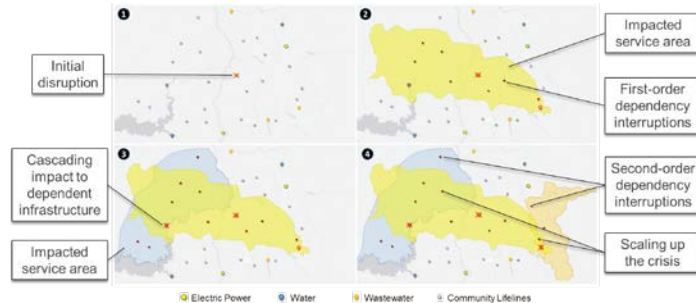 1
2
Initial
disruption
Impacted
service area
First-order
dependency
interruptions
3
4
Cascading
impact to
dependent
infrastructure
Impacted
service area
Second-order
dependency
interruptions
Scaling up
the crisis
Electric Power Water Wastewater Community Lifelines